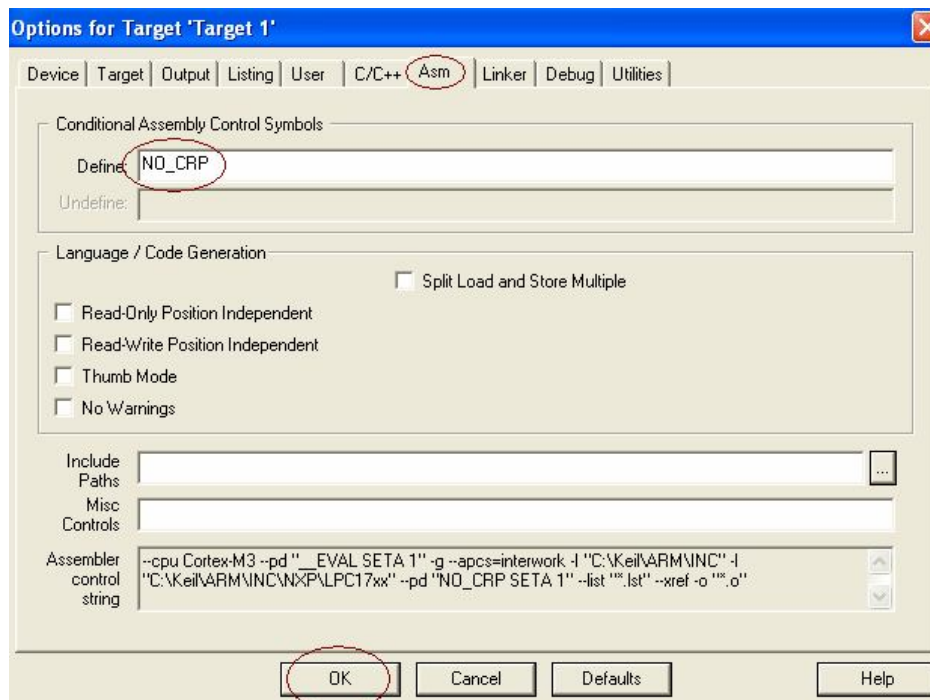 Options for Target 'Target 1'
Device Target Output Listing User C/C++ Asm Linker Debug Utilities
Conditional Assembly Control Symbols
Define: NO_CRP
Undefine:
Language / Code Generation
Split Load and Store Multiple
Read-Only Position Independent
Read-Write Position Independent
Thumb Mode
No Warnings
Include
Paths
...
Misc
Controls
Assembler
control
string
--cpu Cortex-M3 --pd "__EVAL SETA 1" -g --apcs=interwork -I "C:\Keil\ARM\INC" -I
"C:\Keil\ARM\INC\NXP\LPC17xx" --pd "NO_CRP SETA 1" --list "*.lst" --xref -o "*.o"
OK Cancel Defaults Help